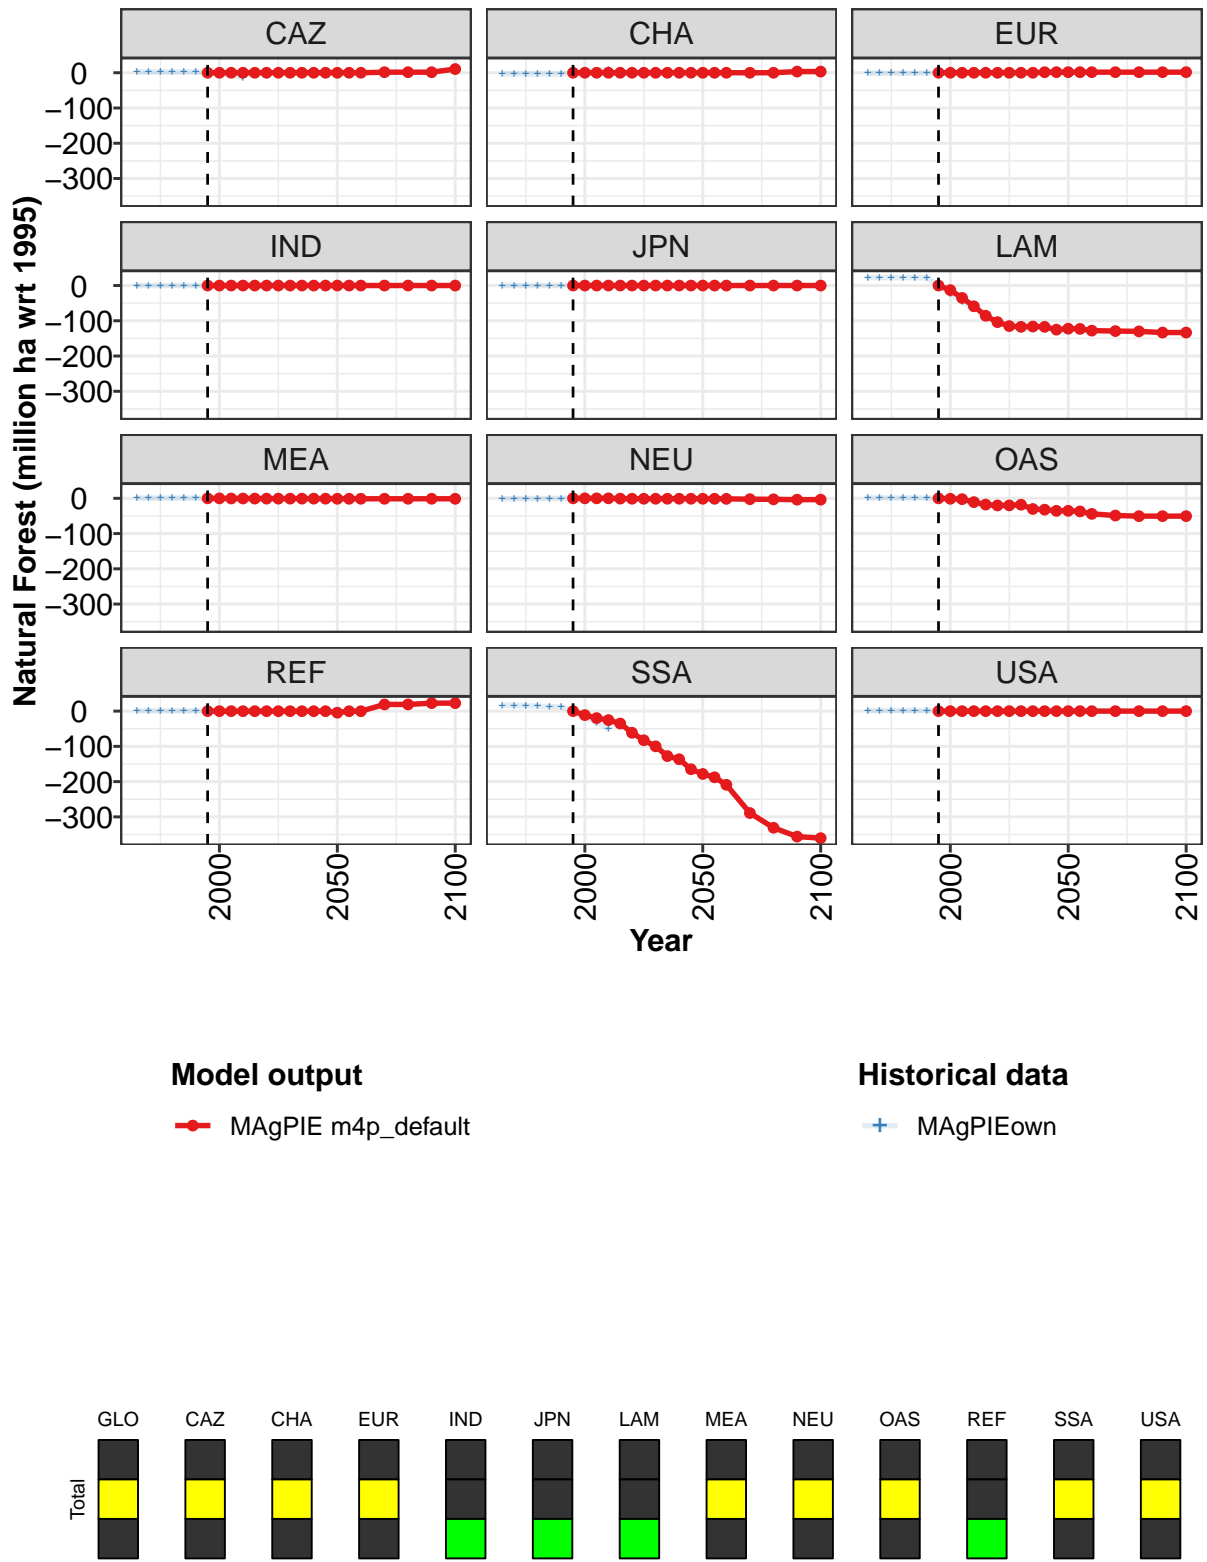 CAZ CHA EUR
0
−100
−200
−300
IND JPN LAM
0
−100
−200
−300
MEA NEU OAS
0
−100
−200
−300
REF SSA USA
0
−100
−200
−300
Natural Forest (million ha wrt 1995)
2000 2050 2100 2000 2050 2100 2000 2050 2100
Year
Model output Historical data
MAgPIE m4p_default MAgPIEown
GLO CAZ CHA EUR IND JPN LAM MEA NEU OAS REF SSA USA
Total